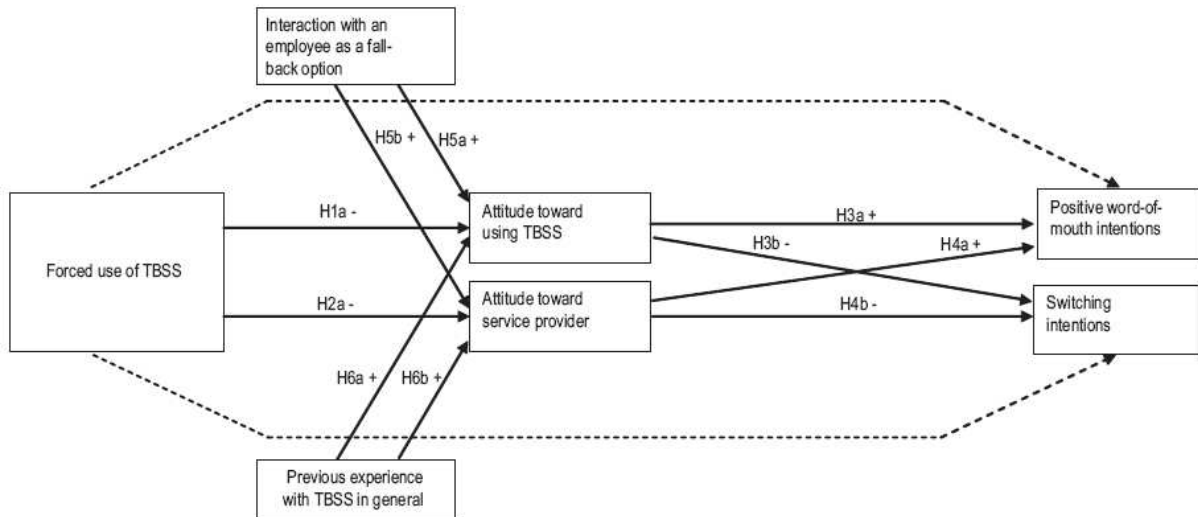 Interaction with an
employee as a fall-
back option
H5b +
H5a +
Forced use of TBSS
H1a -
H2a -
Attitude toward
using TBSS
Attitude toward
service provider
H3a +
H3b -
H4a +
H4b -
Positive word-of-
mouth intentions
Switching
intentions
H6a +
H6b +
Previous experience
with TBSS in general